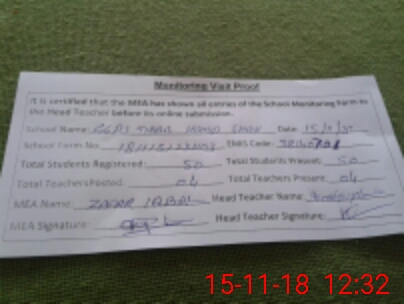 Monitoring Visit Proof
It is certified that the MEA has shown all entries of the School Monitoring form to
the Head Teacher before its online submission.
School Name: Date: 15/11/
School Form No. EMIS Code:
Total Students Registered: 50 Total Students Present: 50
Total Teachers Posted: 04 Total Teachers Present: 04
MEA Name: ZAFAR IQBAL Head Teacher Name:
MEA Signature: Head Teacher Signature:
15-11-18 12:32